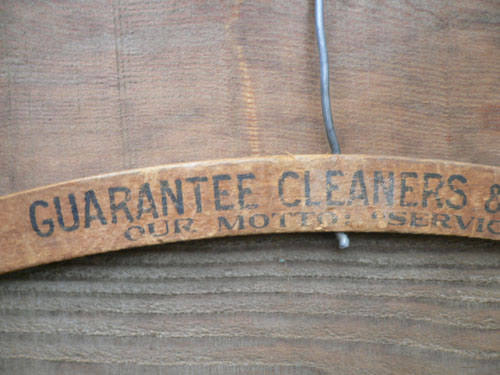 GUARANTEE CLEANERS &
OUR MOTTO: "SERVIC